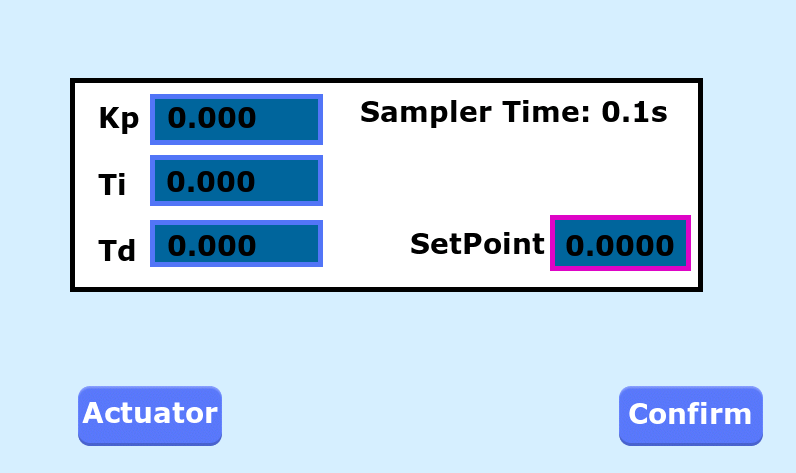 Kp 0.000 Sampler Time: 0.1s
Ti 0.000
Td 0.000 SetPoint 0.0000
Actuator Confirm